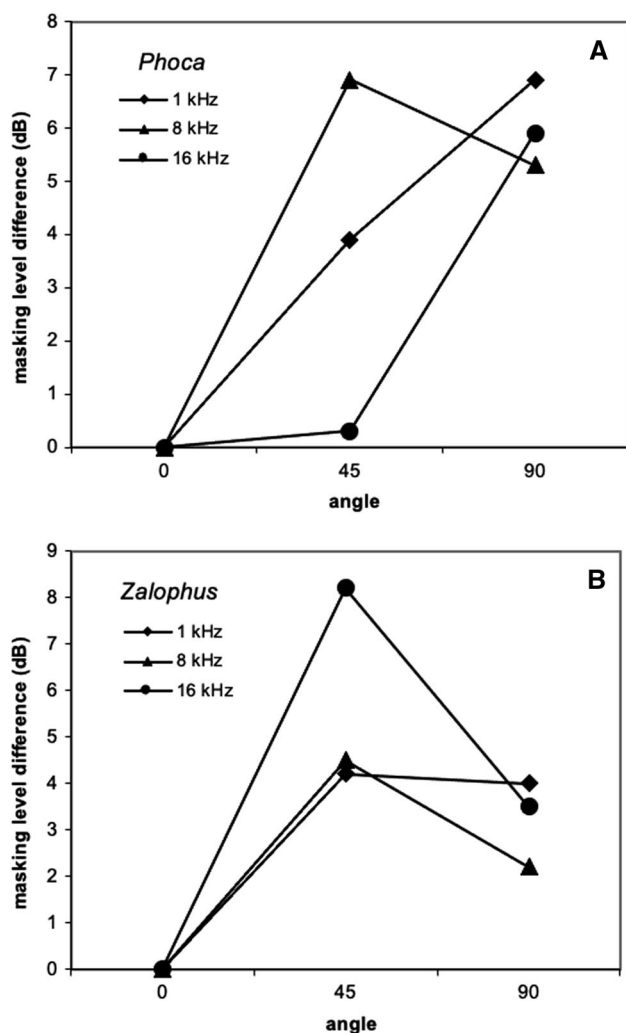 A
Phoca
1 kHz
8 kHz
16 kHz
masking level difference (dB)
8
7
6
5
4
3
2
1
0
0 45 90
angle
B
Zalophus
1 kHz
8 kHz
16 kHz
masking level difference (dB)
9
8
7
6
5
4
3
2
1
0
0 45 90
angle